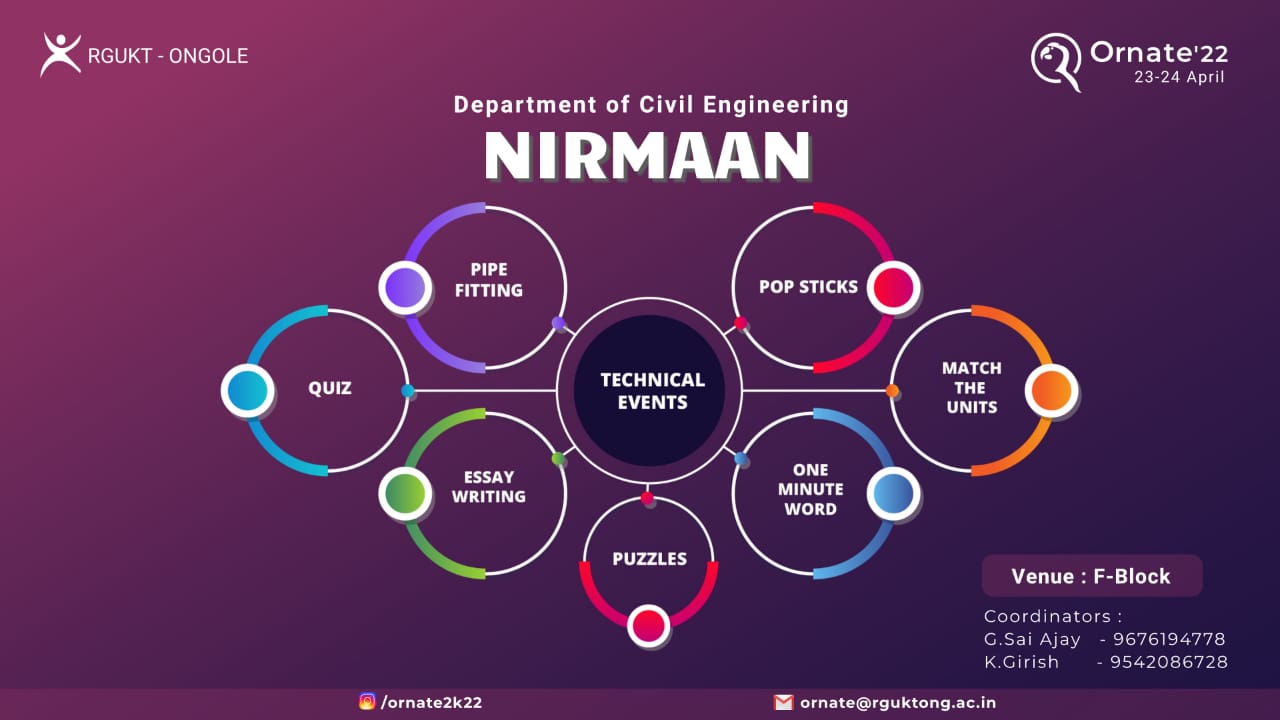 RGUKT - ONGOLE
Ornate'22
23-24 April
Department of Civil Engineering
NIRMAAN
PIPE
FITTING
POP STICKS
QUIZ
TECHNICAL
EVENTS
MATCH
THE
UNITS
ESSAY
WRITING
ONE
MINUTE
WORD
PUZZLES
Venue : F-Block
Coordinators :
G.Sai Ajay - 9676194778
K.Girish - 9542086728
/ornate2k22
ornate@rguktong.ac.in